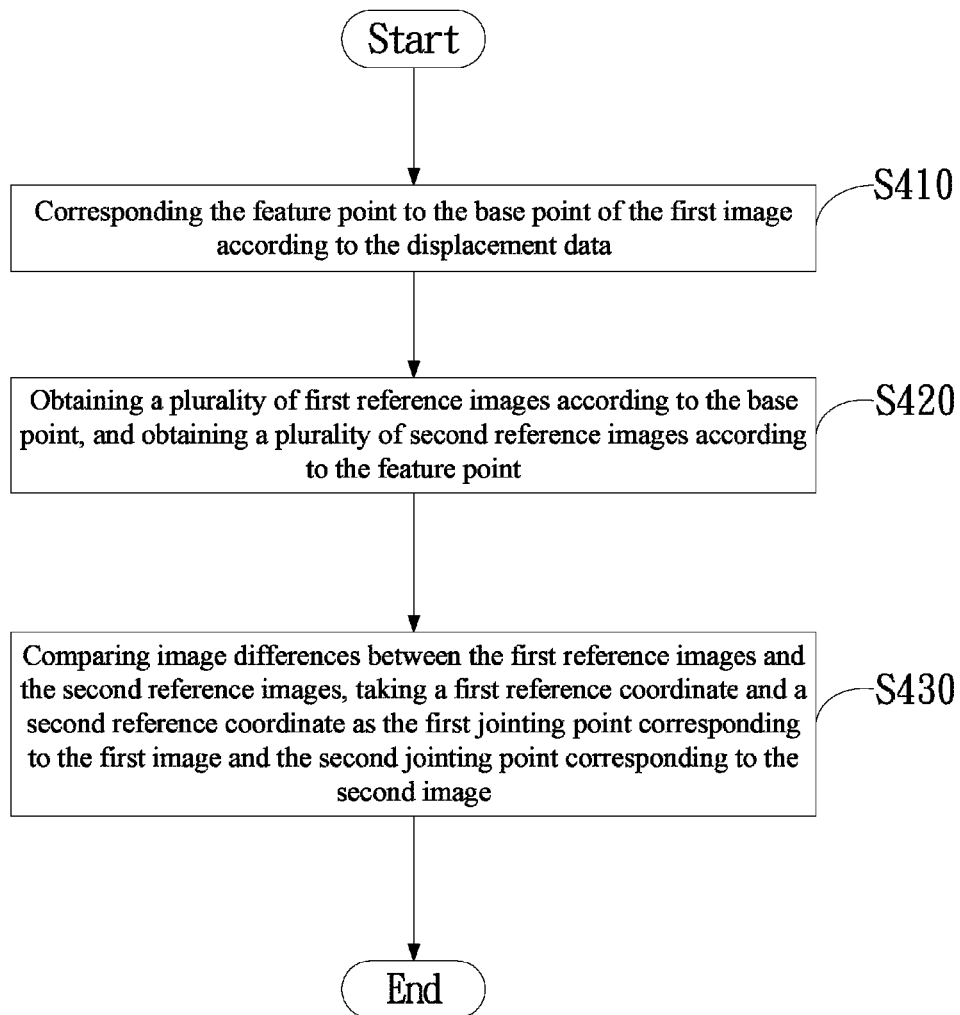 Start
S410
Corresponding the feature point to the base point of the first image
according to the displacement data
S420
Obtaining a plurality of first reference images according to the base
point, and obtaining a plurality of second reference images according
to the feature point
S430
Comparing image differences between the first reference images and
the second reference images, taking a first reference coordinate and a
second reference coordinate as the first jointing point corresponding
to the first image and the second jointing point corresponding to the
second image
End